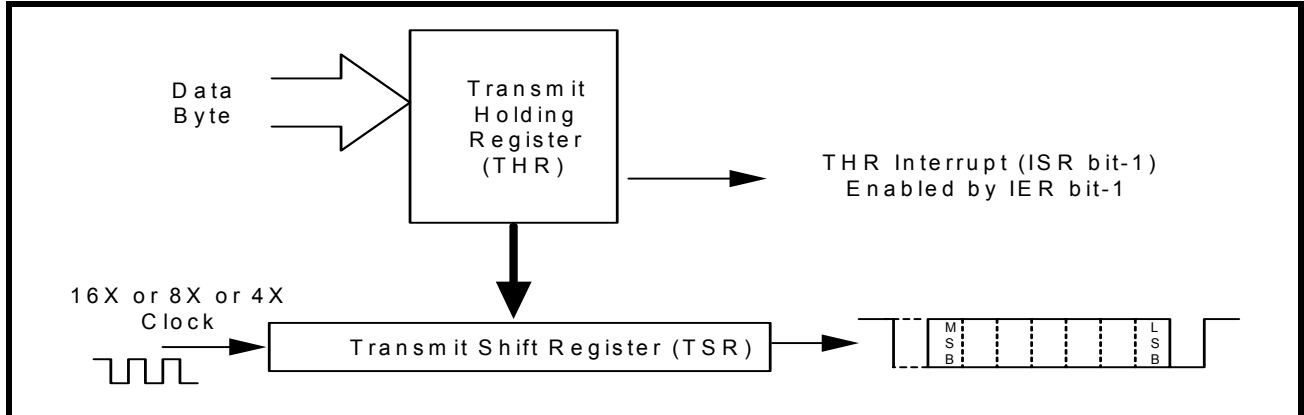 Data
Byte
Transmit
Holding
Register
(THR)
THR Interrupt (ISR bit-1)
Enabled by IER bit-1
16X or 8X or 4X
Clock
Transmit Shift Register (TSR)
M
S
B
L
S
B